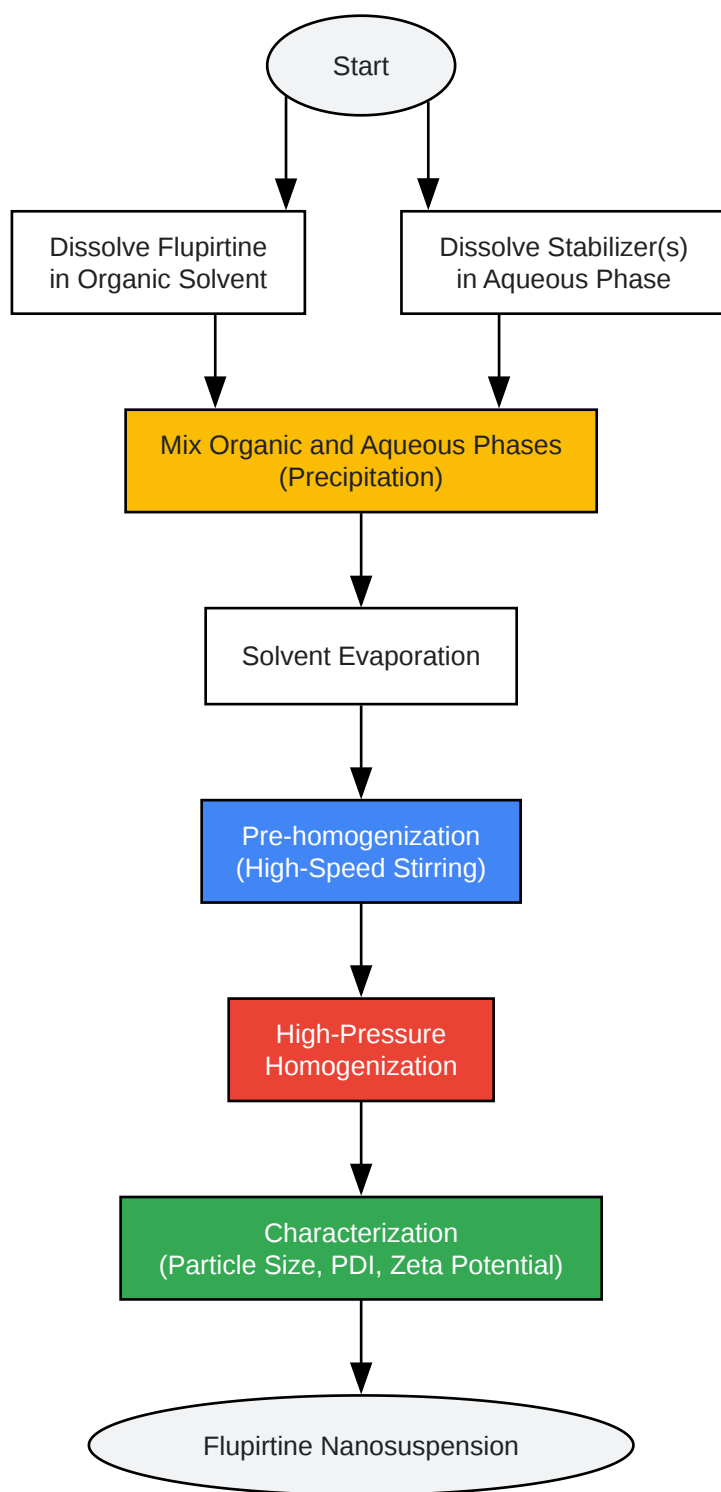 Start
Dissolve Flupirtine
in Organic Solvent
Dissolve Stabilizer(s)
in Aqueous Phase
Mix Organic and Aqueous Phases
(Precipitation)
Solvent Evaporation
Pre-homogenization
(High-Speed Stirring)
High-Pressure
Homogenization
Characterization
(Particle Size, PDI, Zeta Potential)
Flupirtine Nanosuspension